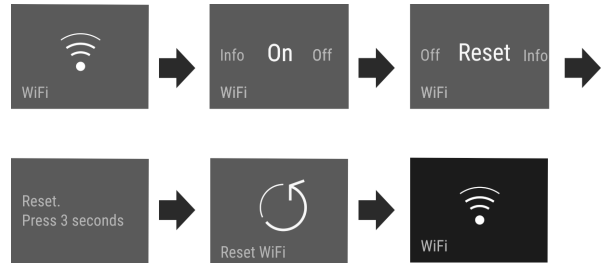 WiFi
Info On Off
WiFi
Off Reset Info
WiFi
Reset.
Press 3 seconds
Reset WiFi
WiFi